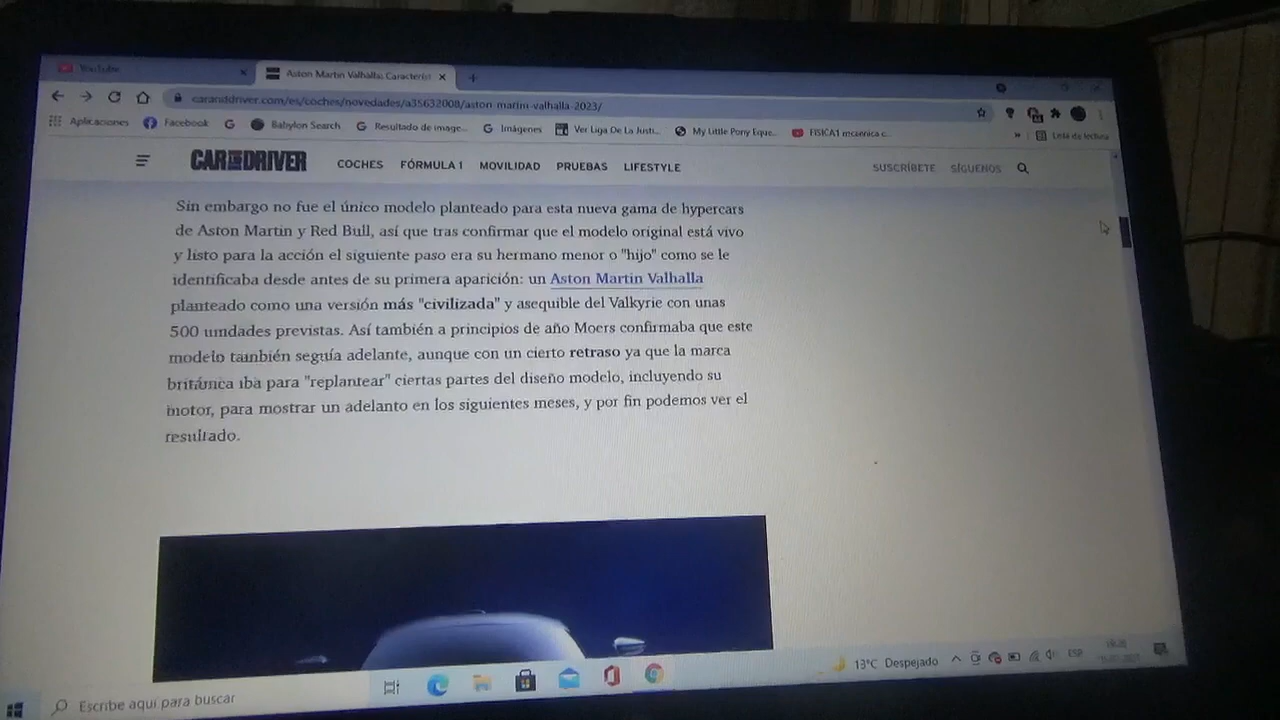 YouTube
Aston Martin Valhalla: Característ
caranddriver.com/es/coches/novedades/a35632008/aston-martin-valhalla-2023/
Aplicaciones Facebook Babylon Search Resultado de image... Imágenes Ver Liga De La Justi... My Little Pony Eque... FISICA1 mcannica c... » Lista de lectura
CAR AND DRIVER COCHES FÓRMULA 1 MOVILIDAD PRUEBAS LIFESTYLE SUSCRÍBETE SÍGUENOS
Sin embargo no fue el único modelo planteado para esta nueva gama de hypercars
de Aston Martin y Red Bull, así que tras confirmar que el modelo original está vivo
y listo para la acción el siguiente paso era su hermano menor o "hijo" como se le
identificaba desde antes de su primera aparición: un Aston Martin Valhalla
planteado como una versión más "civilizada" y asequible del Valkyrie con unas
500 unidades previstas. Así también a principios de año Moers confirmaba que este
modelo también seguía adelante, aunque con un cierto retraso ya que la marca
británica iba para "replantear" ciertas partes del diseño modelo, incluyendo su
motor, para mostrar un adelanto en los siguientes meses, y por fin podemos ver el
resultado.
Escribe aquí para buscar
13°C Despejado ESP